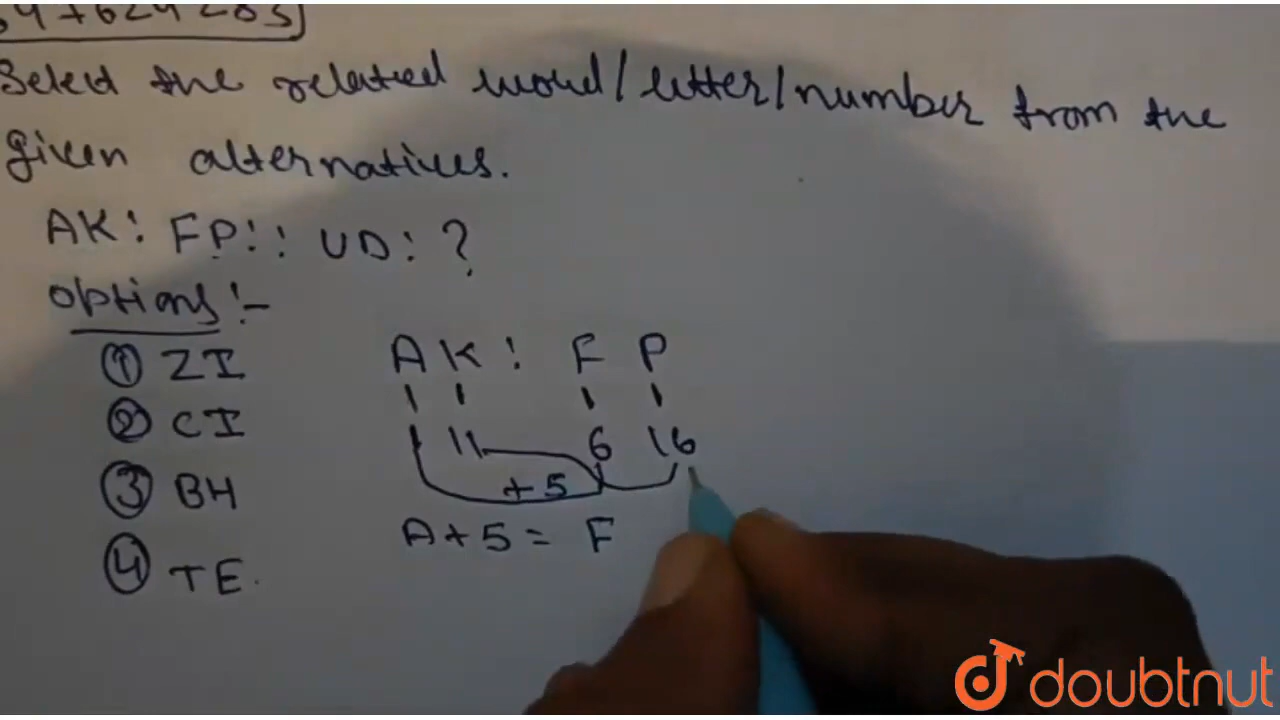 Select the related word/letter/number from the
given alternatives.
AK : FP : : UD : ?
Options :-
① ZI
② CI
③ BH
④ TE.
A K : F P
1 11 6 16
+5
A+5 = F
doubtnut